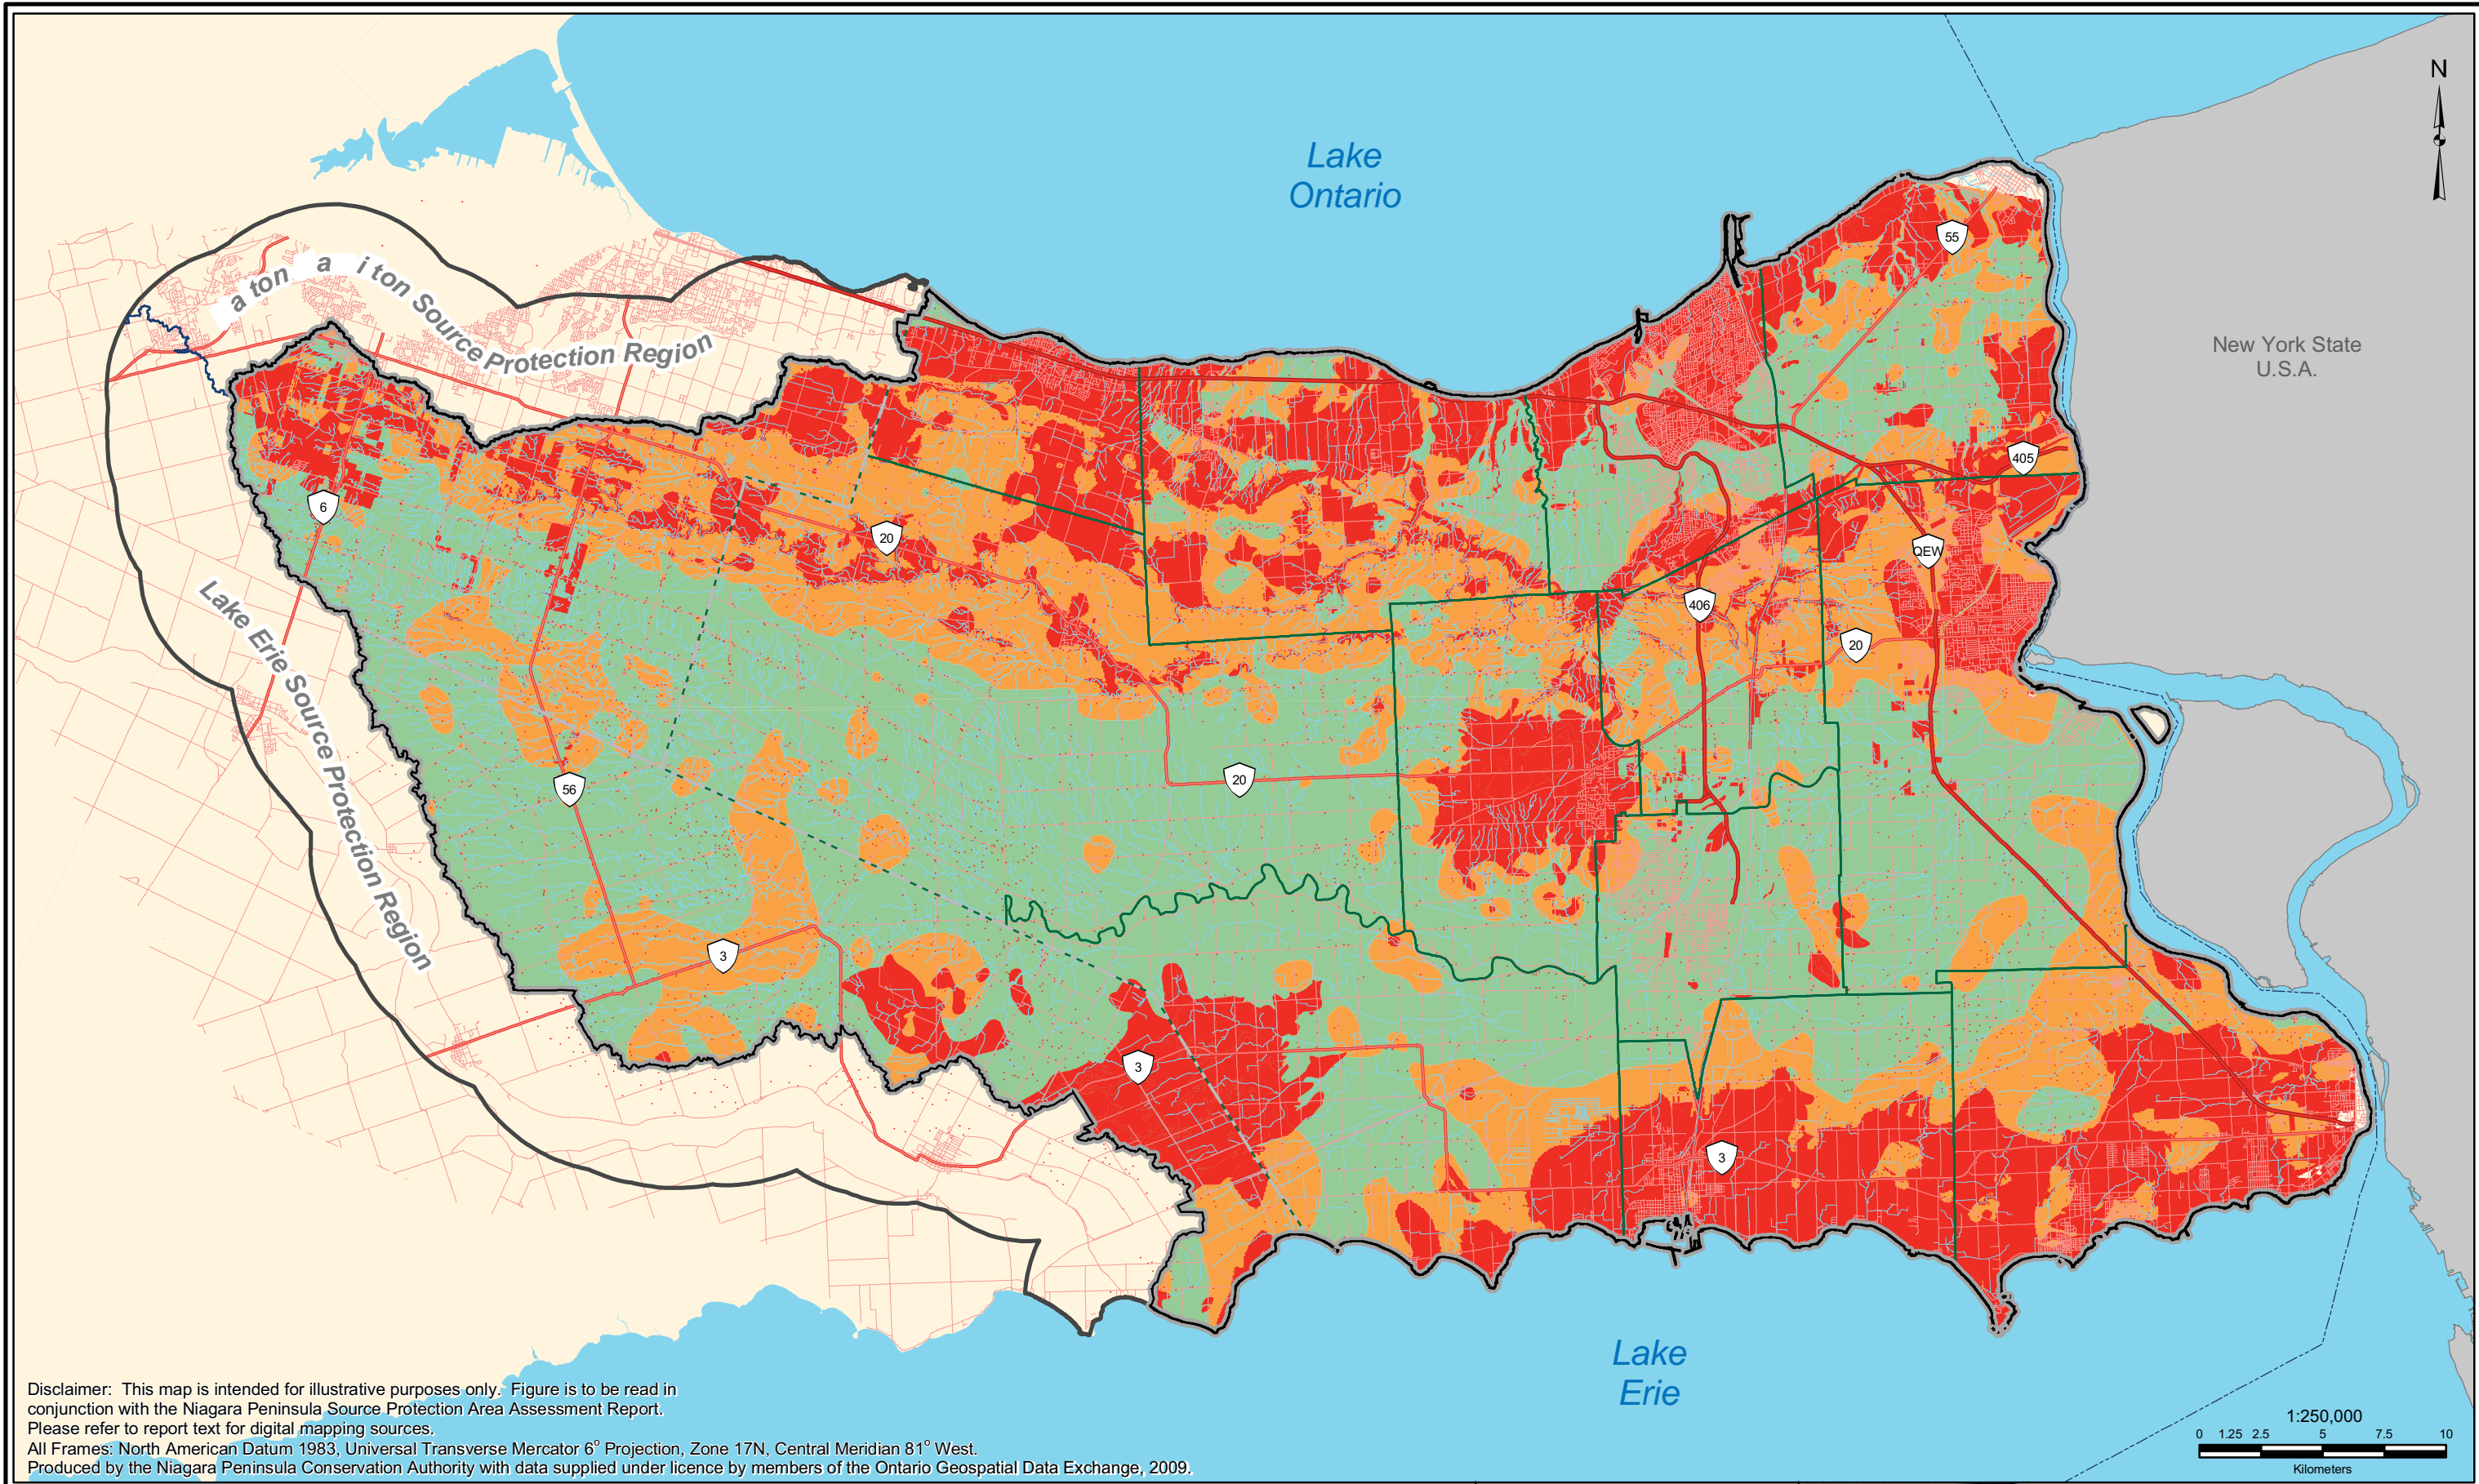 N
Lake
Ontario
55
a ton a i ton Source Protection Region
New York State
U.S.A.
405
6
20
QEW
406
20
Lake Erie Source Protection Region
20
56
3
3
3
Lake
Erie
Disclaimer: This map is intended for illustrative purposes only. Figure is to be read in
conjunction with the Niagara Peninsula Source Protection Area Assessment Report.
Please refer to report text for digital mapping sources.
All Frames: North American Datum 1983, Universal Transverse Mercator 6° Projection, Zone 17N, Central Meridian 81° West.
Produced by the Niagara Peninsula Conservation Authority with data supplied under licence by members of the Ontario Geospatial Data Exchange, 2009.
1:250,000
0 1.25 2.5 5 7.5 10
Kilometers